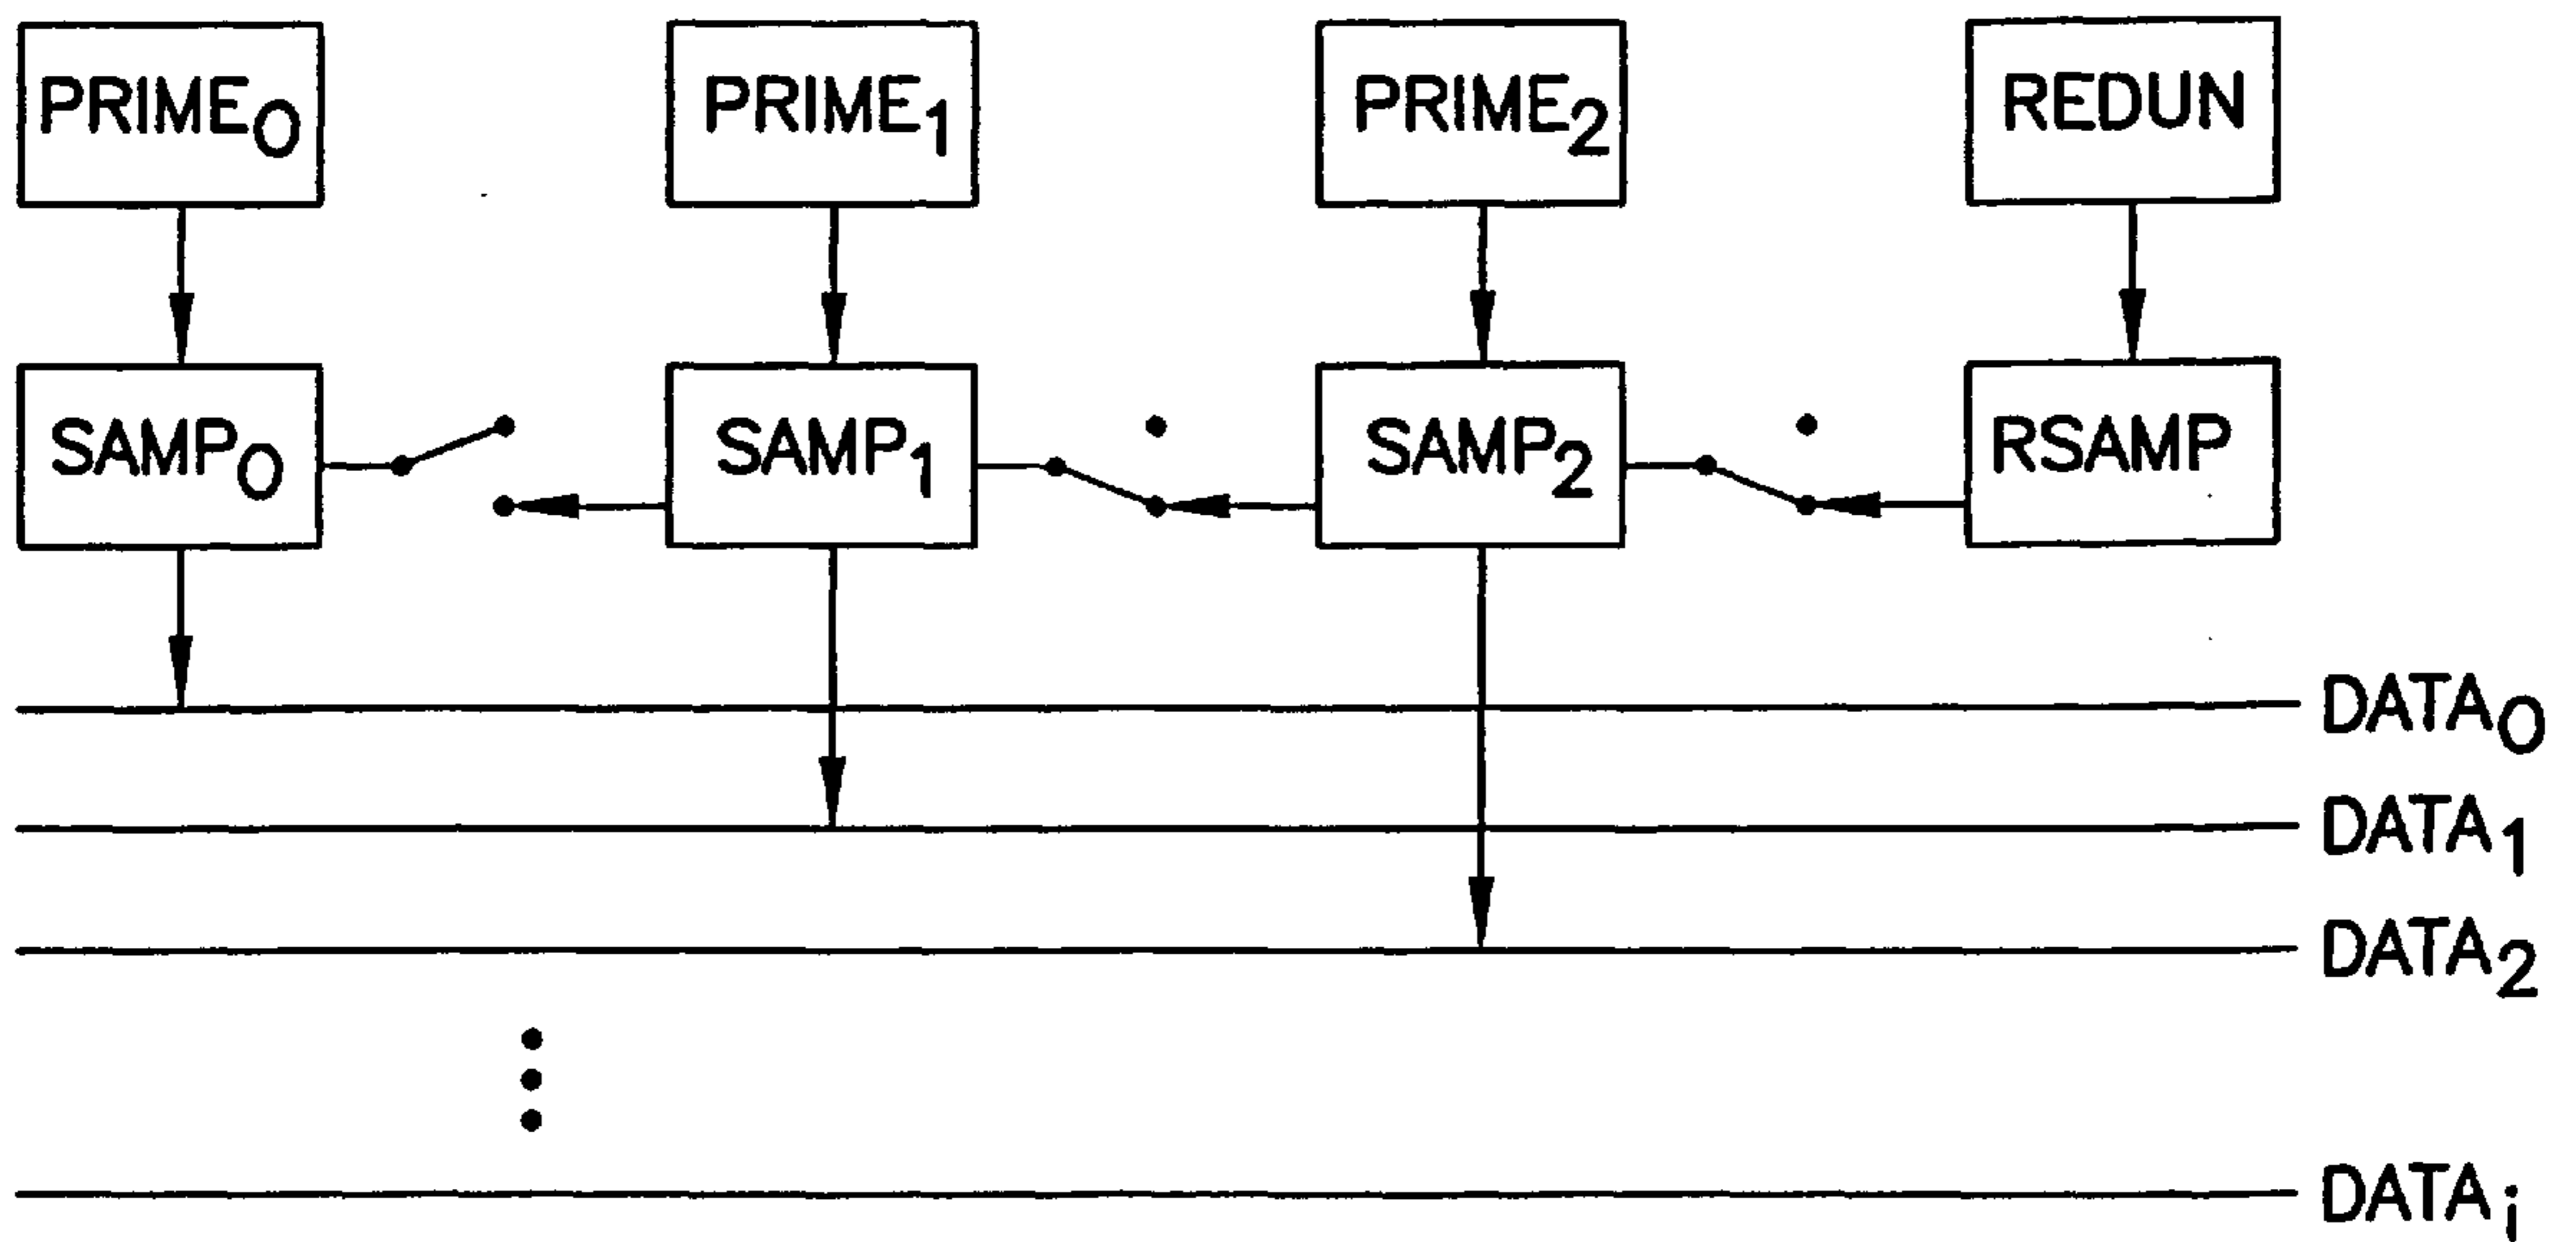 PRIME₀ PRIME₁ PRIME₂ REDUN
SAMP₀ SAMP₁ SAMP₂ RSAMP
DATA₀
DATA₁
DATA₂
DATAᵢ